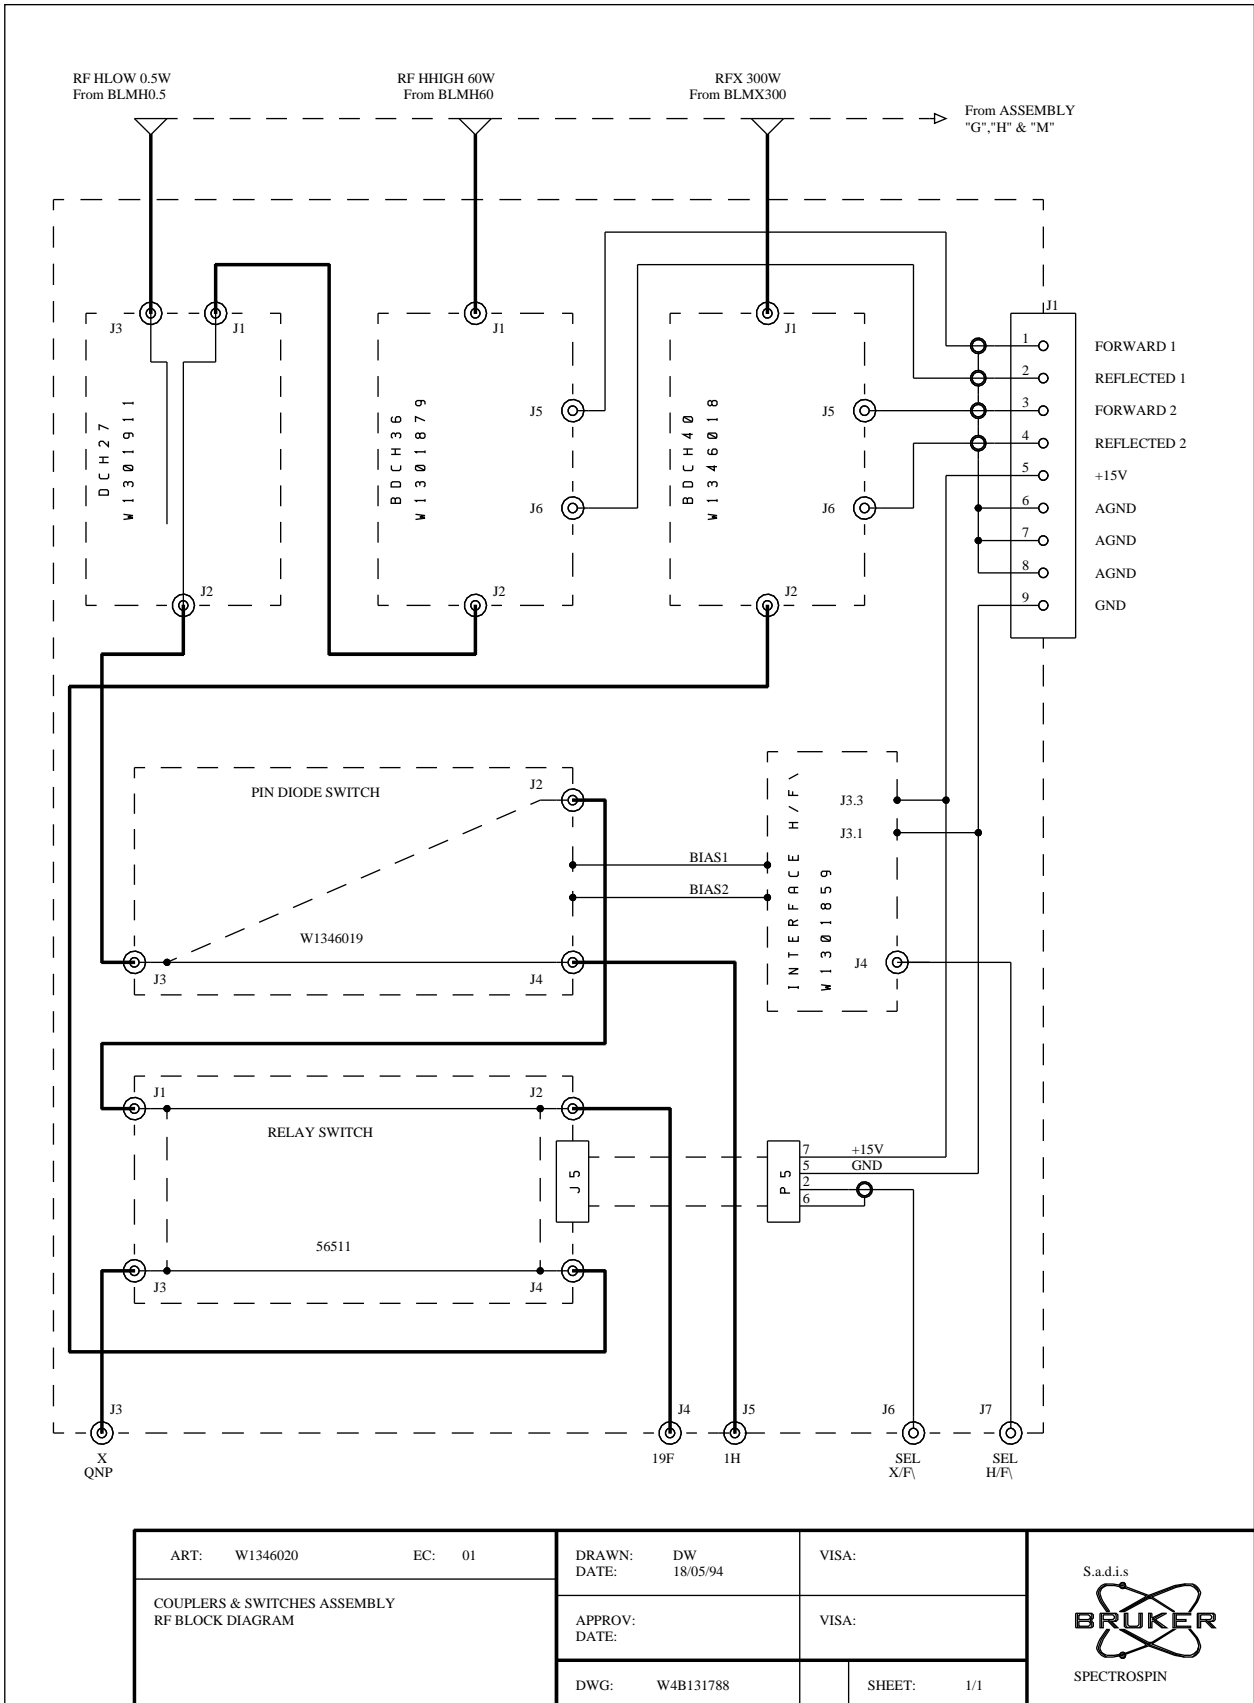 RF HLOW 0.5W
From BLMH0.5
RF HHIGH 60W
From BLMH60
RFX 300W
From BLMX300
From ASSEMBLY
"G","H" & "M"
J3
J1
J1
J1
J1
DCH27
W1301911
BDCH36
W1301879
BDCH40
W1346018
J5
J5
J6
J6
J2
J2
J2
1
FORWARD 1
2
REFLECTED 1
3
FORWARD 2
4
REFLECTED 2
5
+15V
6
AGND
7
AGND
8
AGND
9
GND
PIN DIODE SWITCH
J2
W1346019
J3
J4
BIAS1
BIAS2
INTERFACE H/F\
W1301859
J3.3
J3.1
J4
J1
J2
RELAY SWITCH
56511
J3
J4
J5
P5
7
+15V
5
GND
2
6
J3
J4
J5
J6
J7
X
QNP
19F
1H
SEL
X/F\
SEL
H/F\
ART: W1346020 EC: 01
COUPLERS & SWITCHES ASSEMBLY
RF BLOCK DIAGRAM
DRAWN: DW
DATE: 18/05/94
VISA:
APPROV:
DATE:
VISA:
DWG: W4B131788
SHEET: 1/1
S.a.d.i.s
BRUKER
SPECTROSPIN